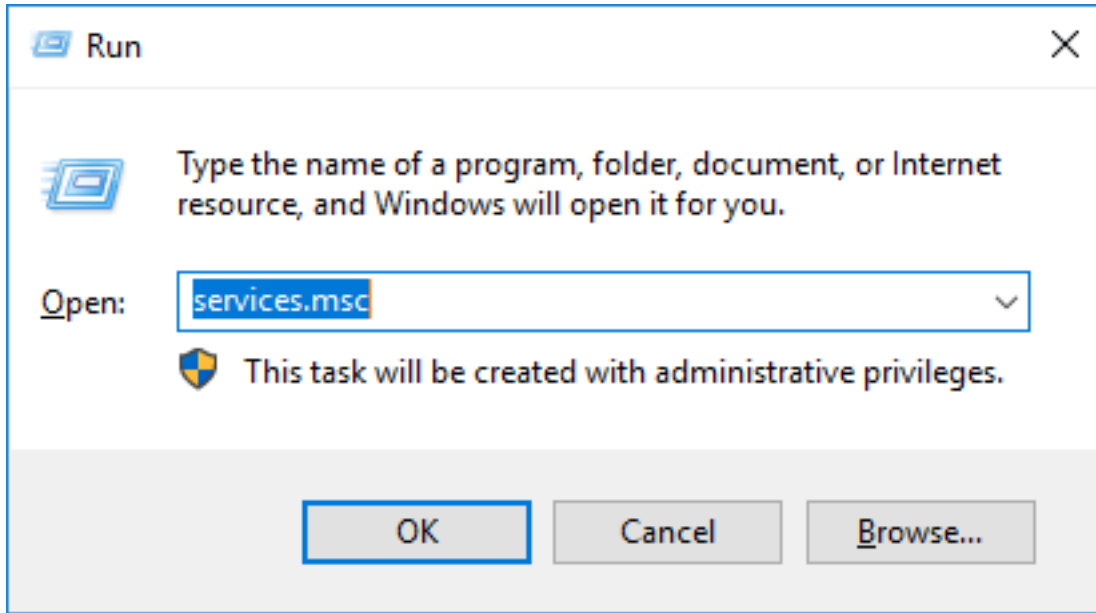 Run
Type the name of a program, folder, document, or Internet
resource, and Windows will open it for you.
Open: services.msc
This task will be created with administrative privileges.
OK Cancel Browse...